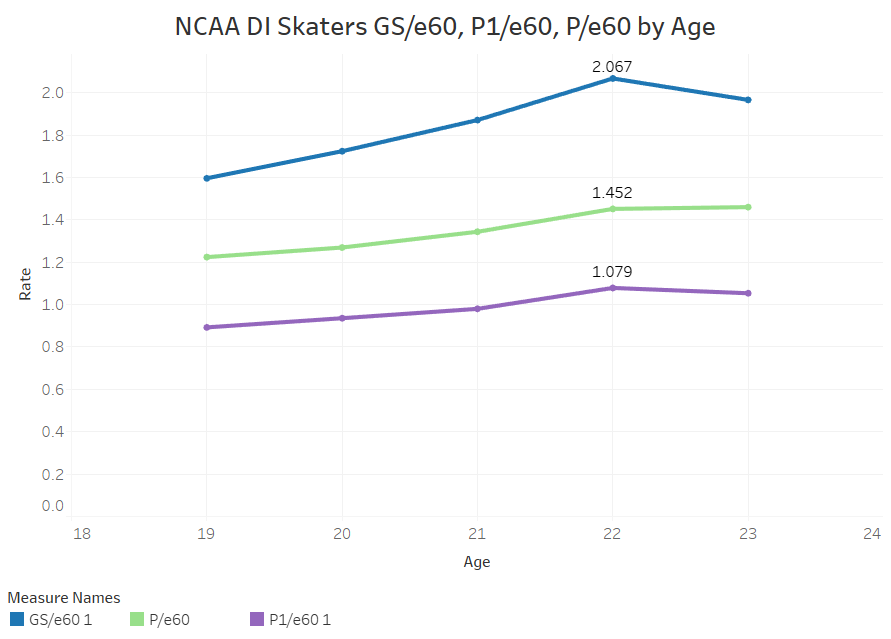 NCAA DI Skaters GS/e60, P1/e60, P/e60 by Age
2.067
2.0
1.8
1.6
1.452
1.4
1.2
1.079
1.0
0.8
0.6
0.4
0.2
0.0
Rate
18 19 20 21 22 23 24
Age
Measure Names
GS/e60 1 P/e60 P1/e60 1